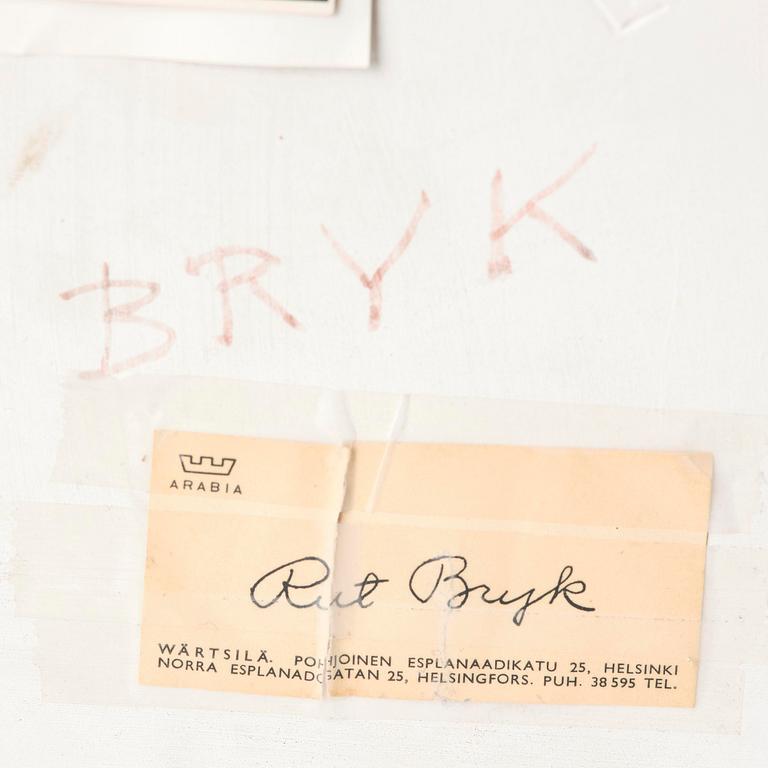 BRYK
ARABIA
Rut Bryk
WÄRTSILÄ. POHJOINEN ESPLANAADIKATU 25, HELSINKI
NORRA ESPLANADGATAN 25, HELSINGFORS. PUH. 38 595 TEL.